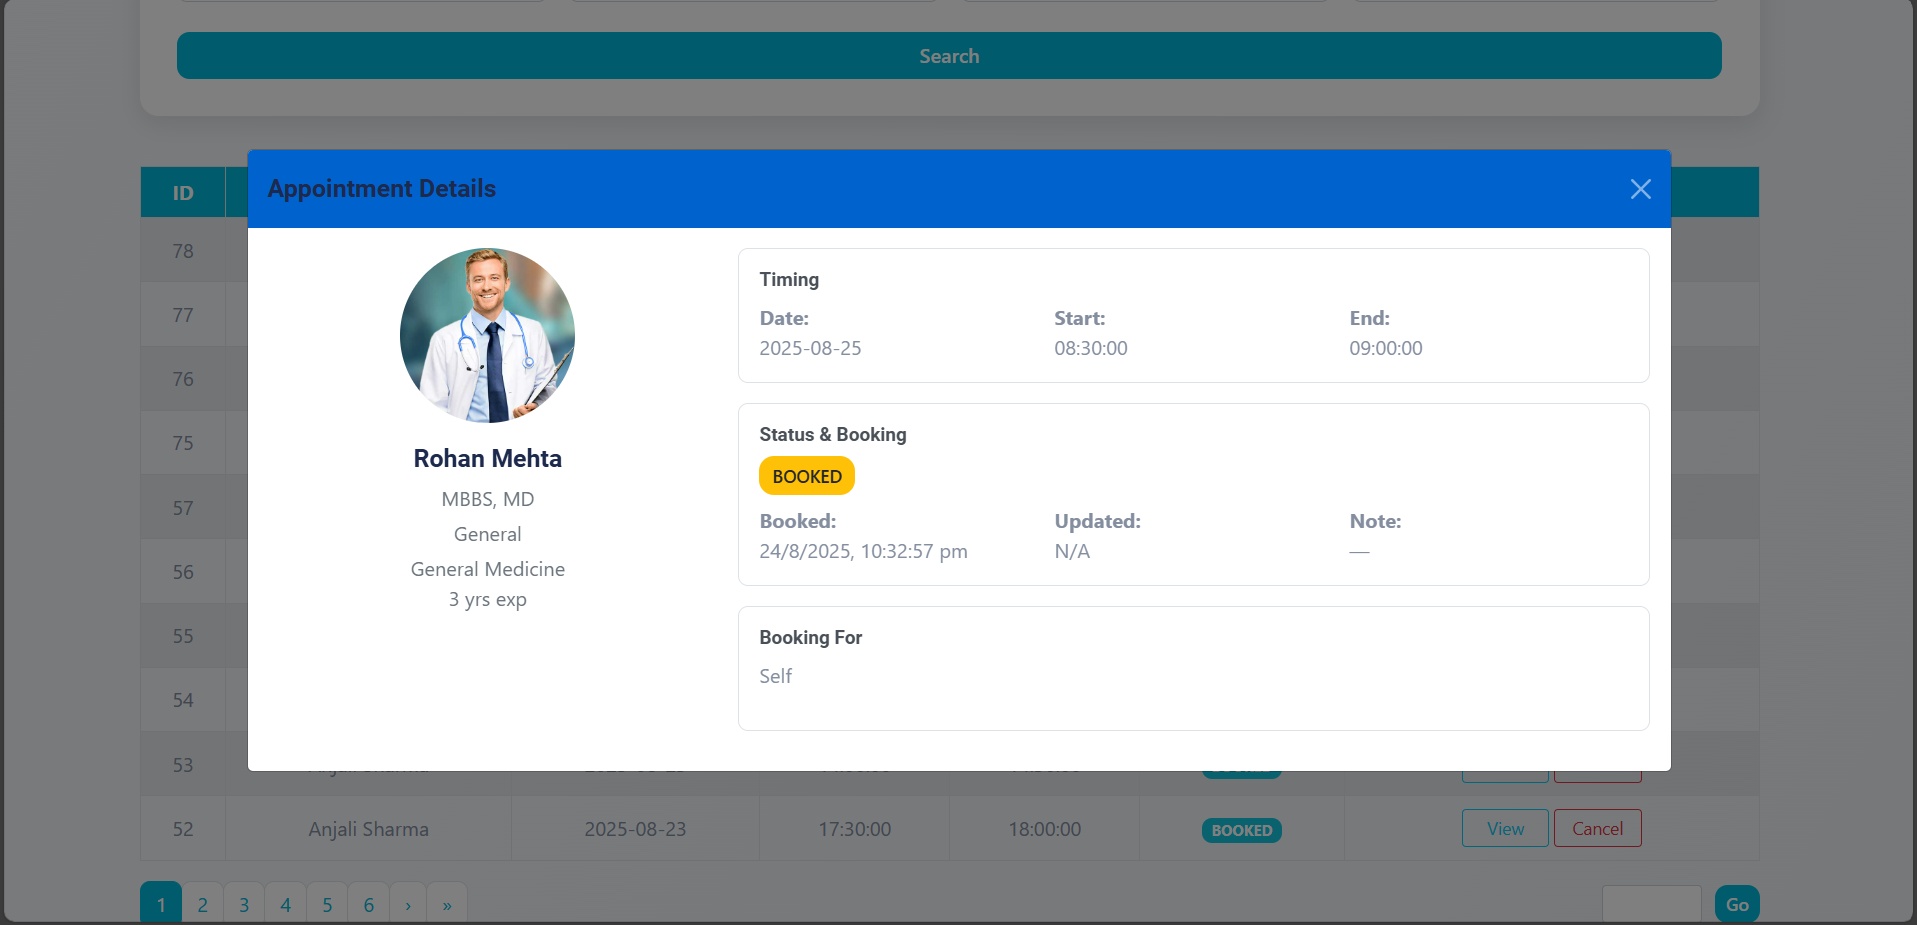 Search
ID
78
77
76
75
57
56
55
54
53
Appointment Details
Rohan Mehta
MBBS, MD
General
General Medicine
3 yrs exp
Timing
Date: Start: End:
2025-08-25 08:30:00 09:00:00
Status & Booking
BOOKED
Booked: Updated: Note:
24/8/2025, 10:32:57 pm N/A —
Booking For
Self
52 Anjali Sharma 2025-08-23 17:30:00 18:00:00 BOOKED View Cancel
1 2 3 4 5 6 › » Go